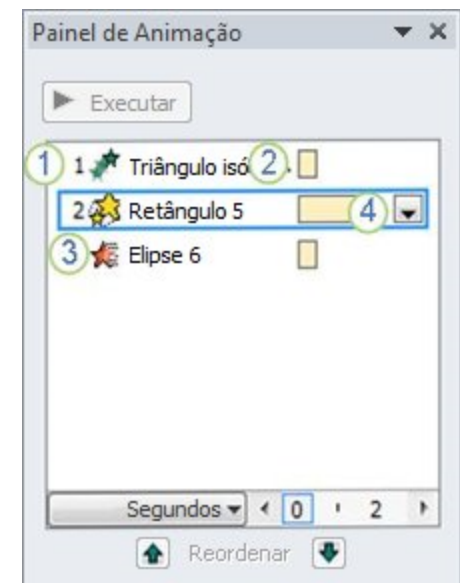 Painel de Animação
Executar
1 1 Triângulo isó 2
2 Retângulo 5 4
3 Elipse 6
Segundos 0 2
Reordenar